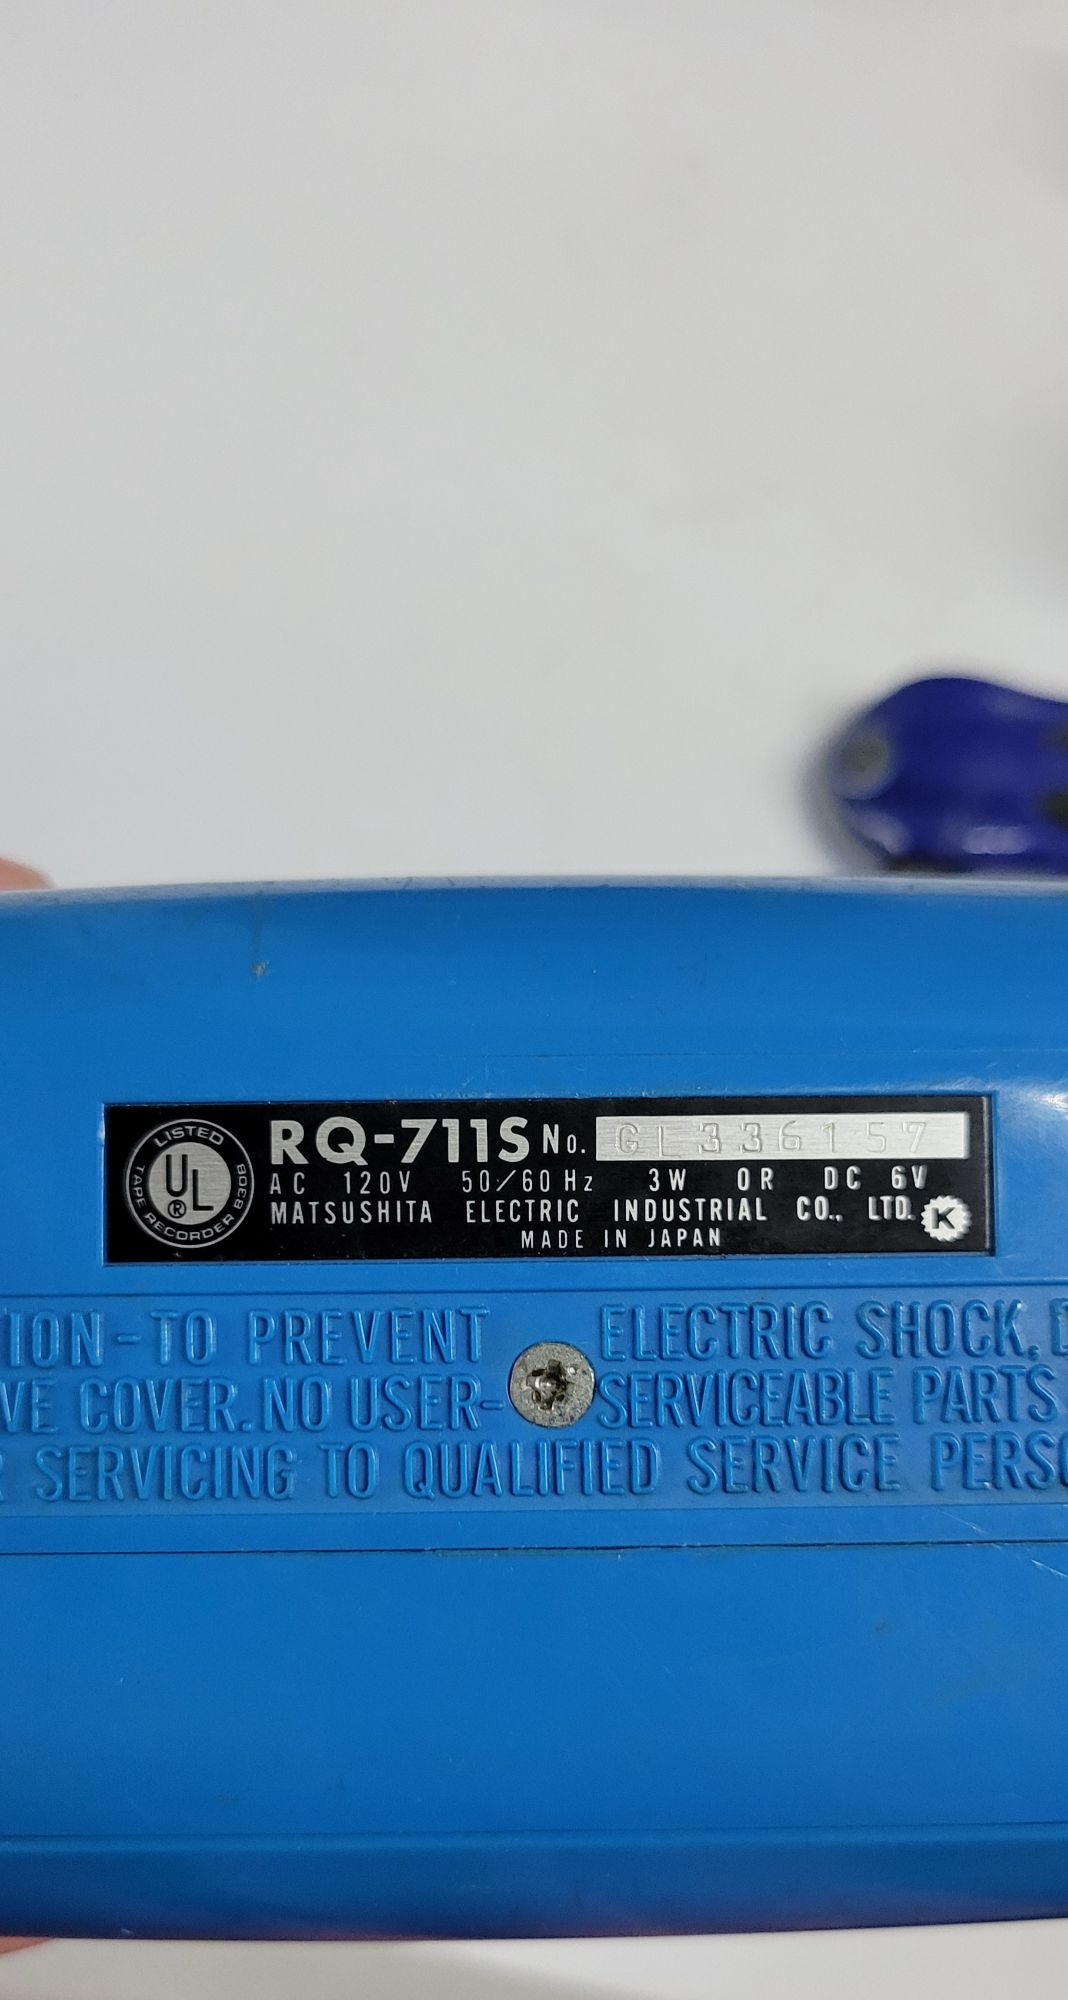 LISTED
UL
®
TAPE RECORDER 830B
RQ-711S No. GL336157
AC 120V 50/60Hz 3W OR DC 6V
MATSUSHITA ELECTRIC INDUSTRIAL CO., LTD.
K
MADE IN JAPAN
ION-TO PREVENT ELECTRIC SHOCK, D
VE COVER. NO USER-SERVICEABLE PARTS
R SERVICING TO QUALIFIED SERVICE PERSO